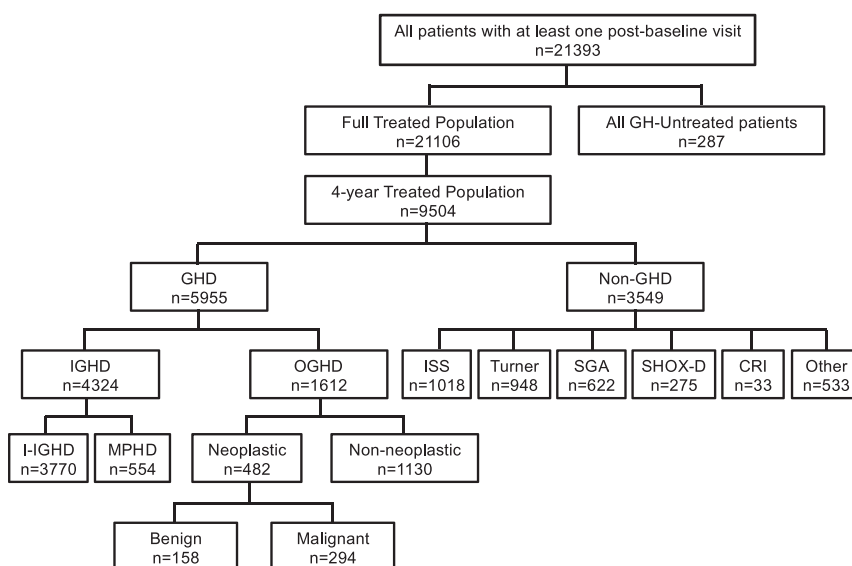 All patients with at least one post-baseline visit
n=21393
Full Treated Population
n=21106
All GH-Untreated patients
n=287
4-year Treated Population
n=9504
GHD
n=5955
Non-GHD
n=3549
IGHD
n=4324
OGHD
n=1612
ISS
n=1018
Turner
n=948
SGA
n=622
SHOX-D
n=275
CRI
n=33
Other
n=533
I-IGHD
n=3770
MPHD
n=554
Neoplastic
n=482
Non-neoplastic
n=1130
Benign
n=158
Malignant
n=294